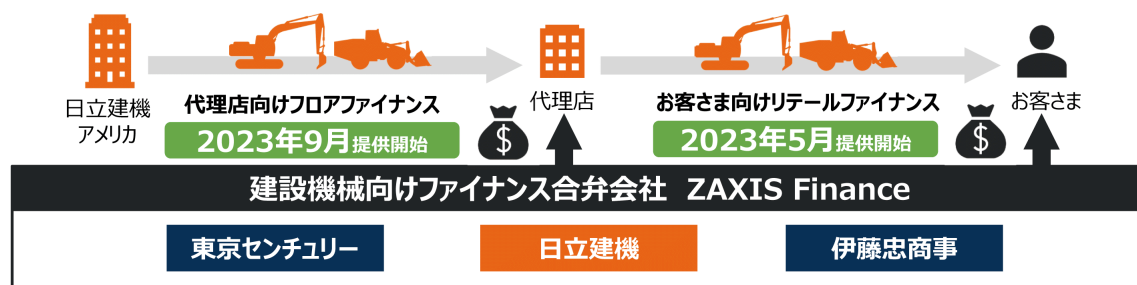 日立建機
アメリカ
代理店向けフロアファイナンス
2023年9月提供開始
$
代理店
お客さま向けリテールファイナンス
2023年5月提供開始
$
お客さま
建設機械向けファイナンス合弁会社 ZAXIS Finance
東京センチュリー
日立建機
伊藤忠商事